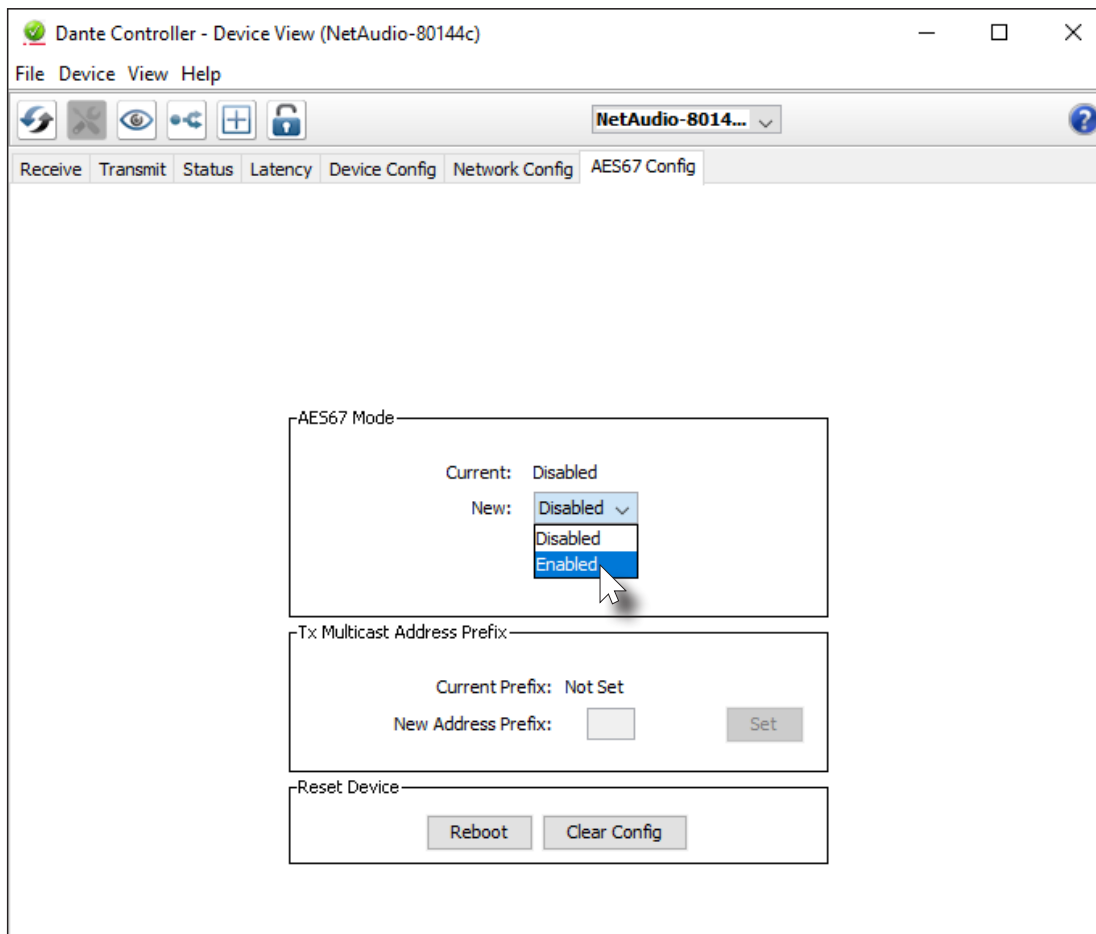 Dante Controller - Device View (NetAudio-80144c)
File Device View Help
NetAudio-8014...
?
Receive Transmit Status Latency Device Config Network Config AES67 Config
AES67 Mode
Current: Disabled
New: Disabled
Disabled
Enabled
Tx Multicast Address Prefix
Current Prefix: Not Set
New Address Prefix: Set
Reset Device
Reboot Clear Config